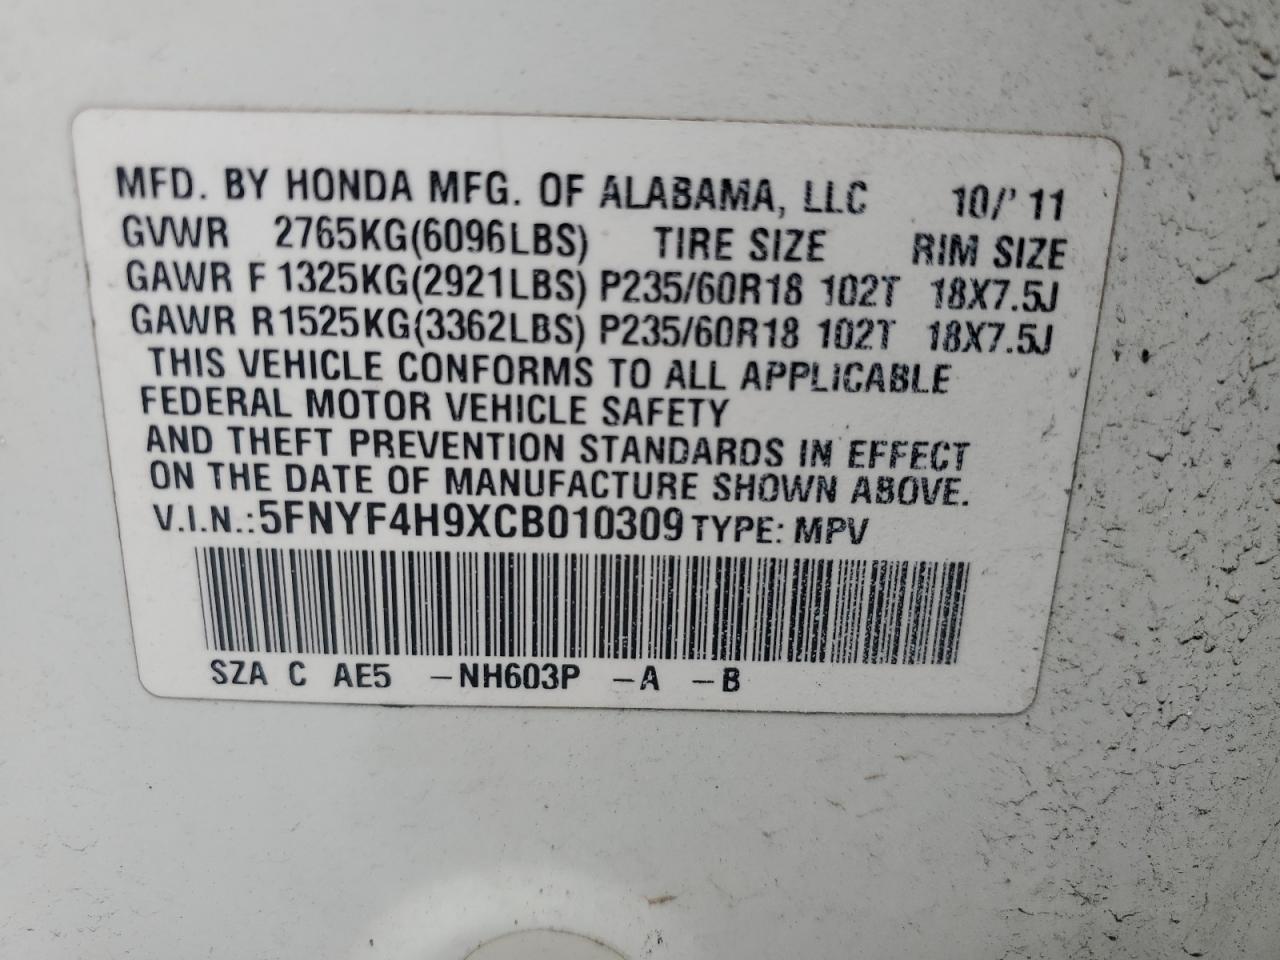 MFD. BY HONDA MFG. OF ALABAMA, LLC 10/' 11
GVWR 2765KG(6096LBS) TIRE SIZE RIM SIZE
GAWR F 1325KG(2921LBS) P235/60R18 102T 18X7.5J
GAWR R1525KG(3362LBS) P235/60R18 102T 18X7.5J
THIS VEHICLE CONFORMS TO ALL APPLICABLE
FEDERAL MOTOR VEHICLE SAFETY
AND THEFT PREVENTION STANDARDS IN EFFECT
ON THE DATE OF MANUFACTURE SHOWN ABOVE.
V.I.N.:5FNYF4H9XCB010309 TYPE: MPV
SZA C AE5 –NH603P –A –B